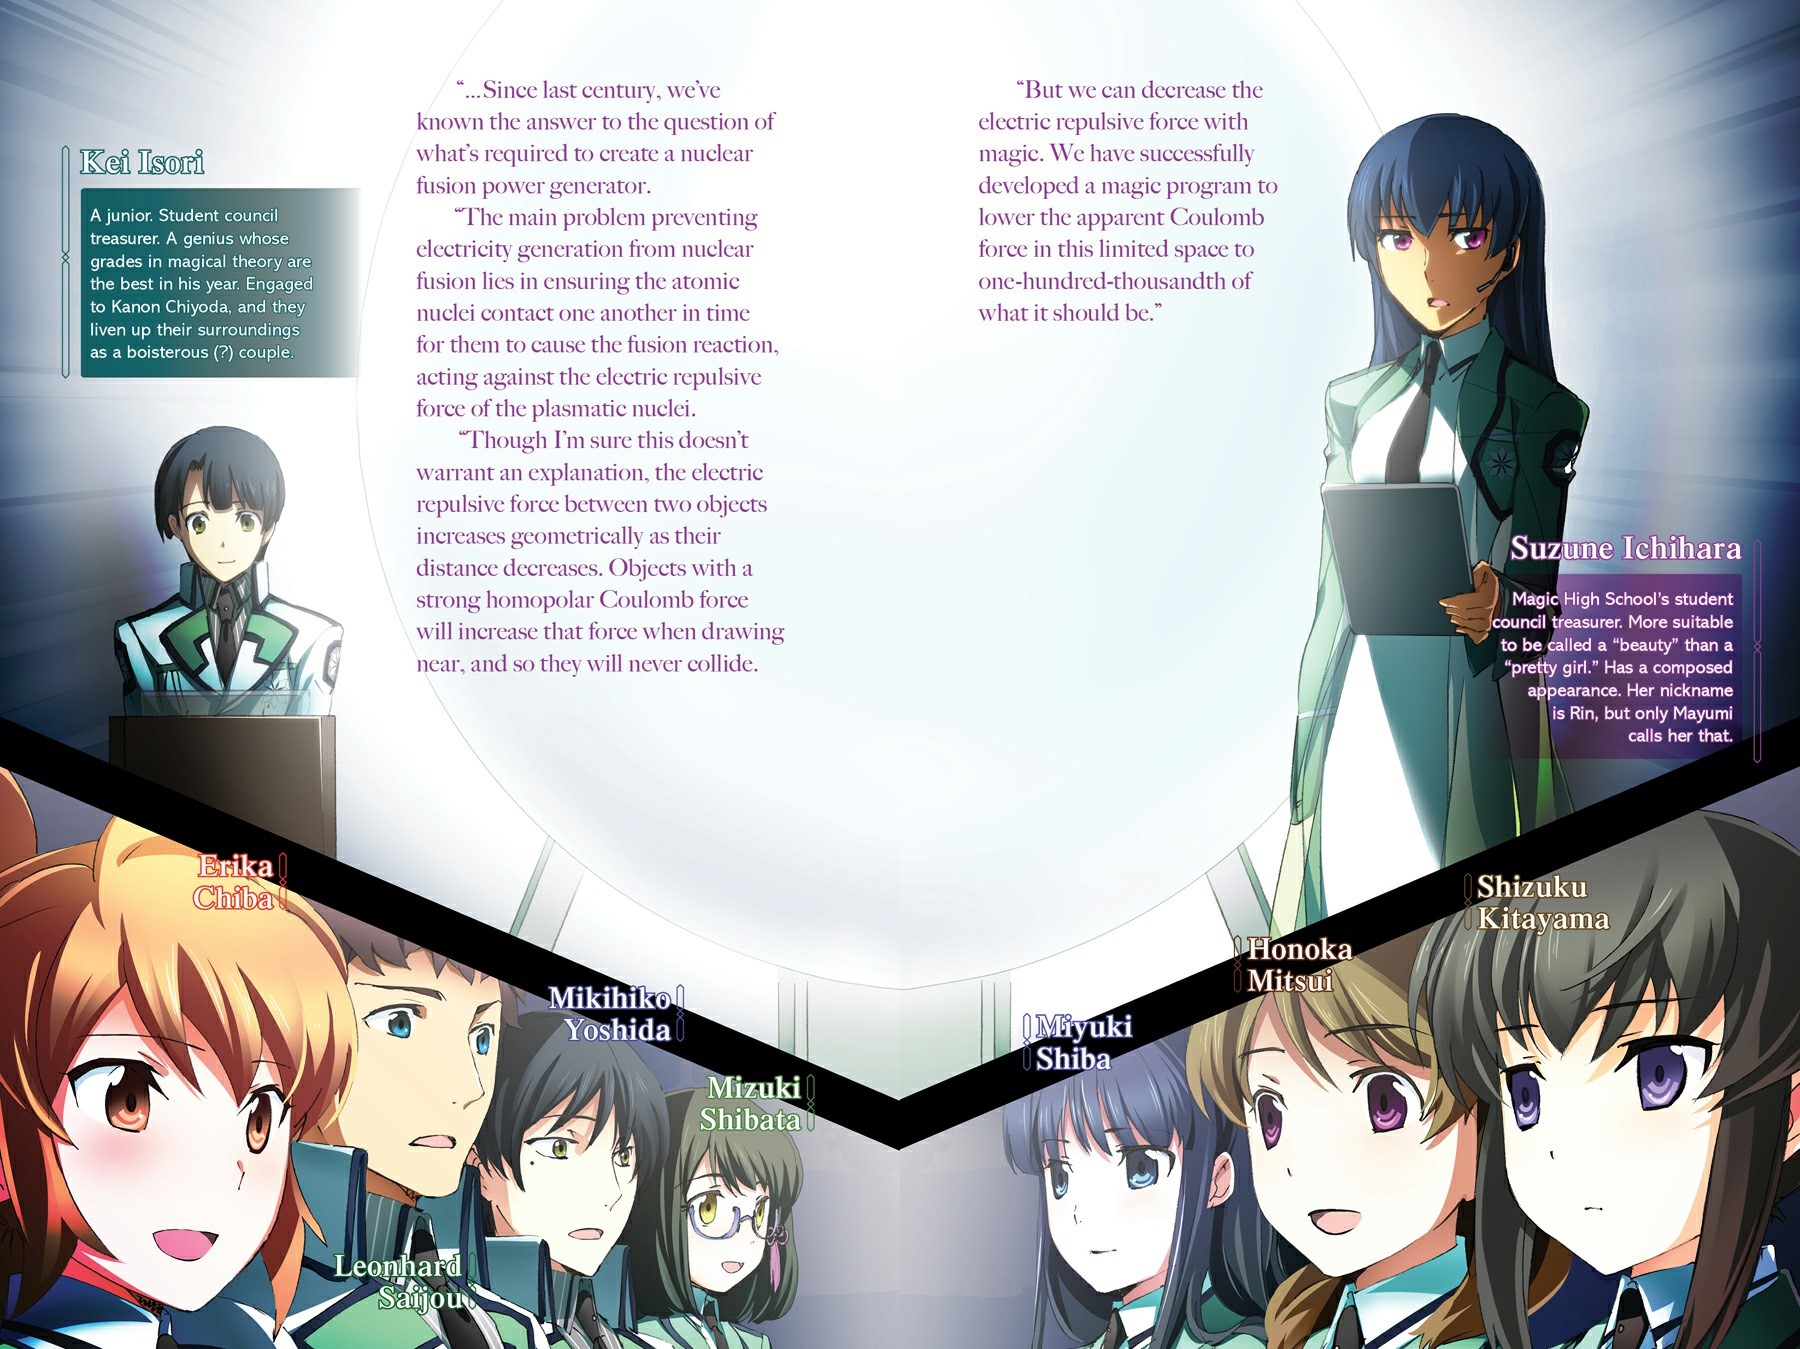 Kei Isori
A junior. Student council
treasurer. A genius whose
grades in magical theory are
the best in his year. Engaged
to Kanon Chiyoda, and they
liven up their surroundings
as a boisterous (?) couple.
“...Since last century, we’ve
known the answer to the question of
what’s required to create a nuclear
fusion power generator.
“The main problem preventing
electricity generation from nuclear
fusion lies in ensuring the atomic
nuclei contact one another in time
for them to cause the fusion reaction,
acting against the electric repulsive
force of the plasmatic nuclei.
“Though I’m sure this doesn’t
warrant an explanation, the electric
repulsive force between two objects
increases geometrically as their
distance decreases. Objects with a
strong homopolar Coulomb force
will increase that force when drawing
near, and so they will never collide.
“But we can decrease the
electric repulsive force with
magic. We have successfully
developed a magic program to
lower the apparent Coulomb
force in this limited space to
one-hundred-thousandth of
what it should be.”
Suzune Ichihara
Magic High School’s student
council treasurer. More suitable
to be called a “beauty” than a
“pretty girl.” Has a composed
appearance. Her nickname
is Rin, but only Mayumi
calls her that.
Erika
Chiba
Leonhard
Saijou
Mikihiko
Yoshida
Mizuki
Shibata
Miyuki
Shiba
Honoka
Mitsui
Shizuku
Kitayama